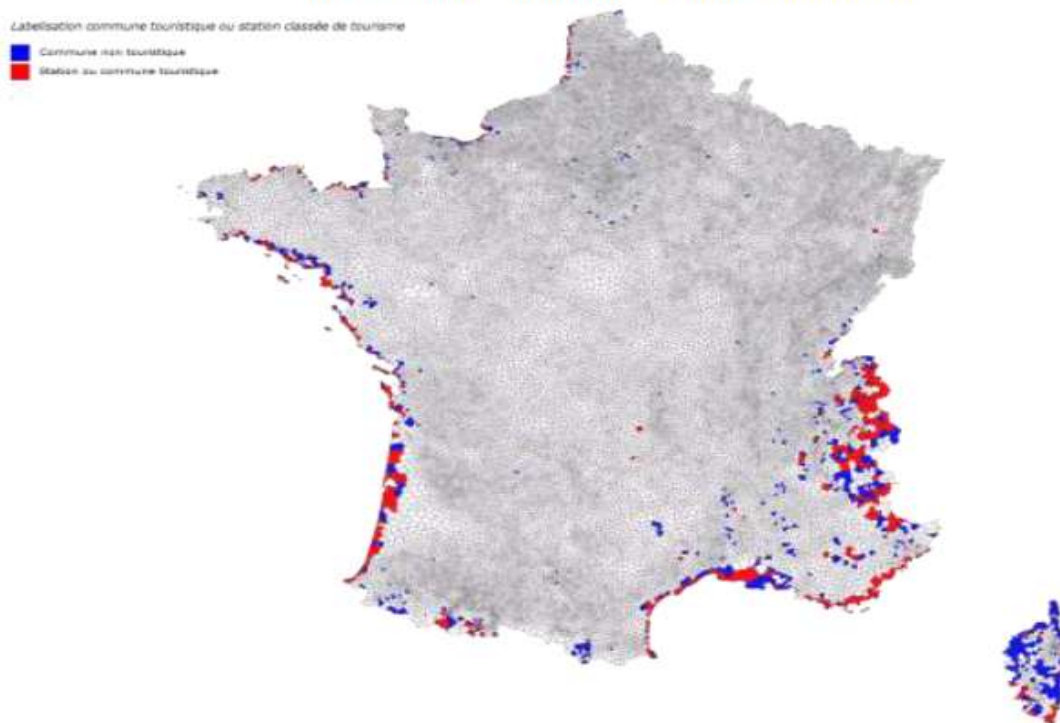 Labelisation commune touristique ou station classée de tourisme
Commune non touristique
Station ou commune touristique